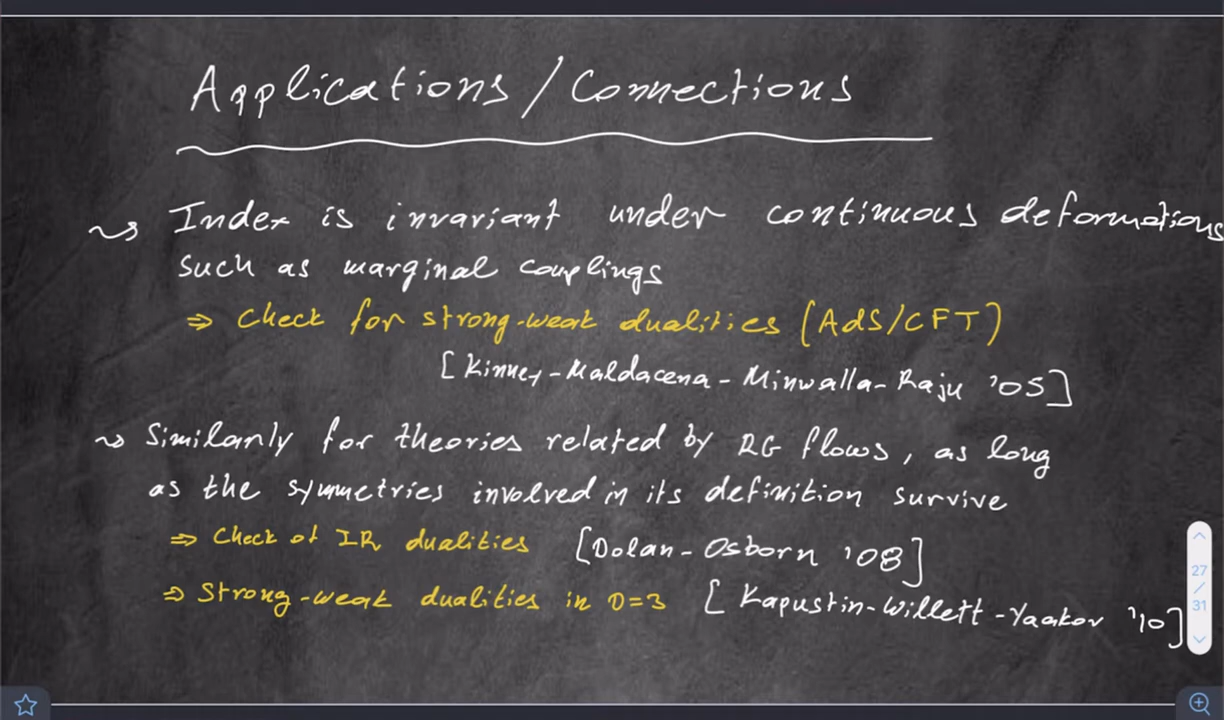 Applications / Connections
Index is invariant under continuous deformations
such as marginal couplings
⇒ Check for strong-weak dualities (AdS/CFT)
[Kinney-Maldacena-Minwalla-Raju '05]
Similarly for theories related by RG flows, as long
as the symmetries involved in its definition survive
⇒ Check of IR dualities [Dolan-Osborn '08]
⇒ Strong-weak dualities in D=3 [Kapustin-Willett-Yaakov '10]
27
/
31